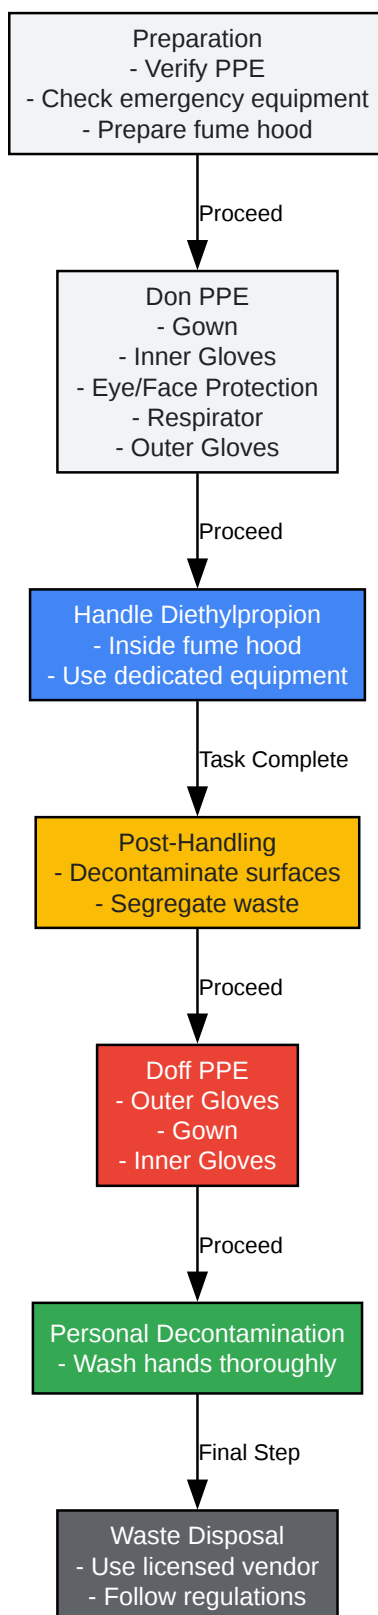 Preparation
- Verify PPE
- Check emergency equipment
- Prepare fume hood
Proceed
Don PPE
- Gown
- Inner Gloves
- Eye/Face Protection
- Respirator
- Outer Gloves
Proceed
Handle Diethylpropion
- Inside fume hood
- Use dedicated equipment
Task Complete
Post-Handling
- Decontaminate surfaces
- Segregate waste
Proceed
Doff PPE
- Outer Gloves
- Gown
- Inner Gloves
Proceed
Personal Decontamination
- Wash hands thoroughly
Final Step
Waste Disposal
- Use licensed vendor
- Follow regulations